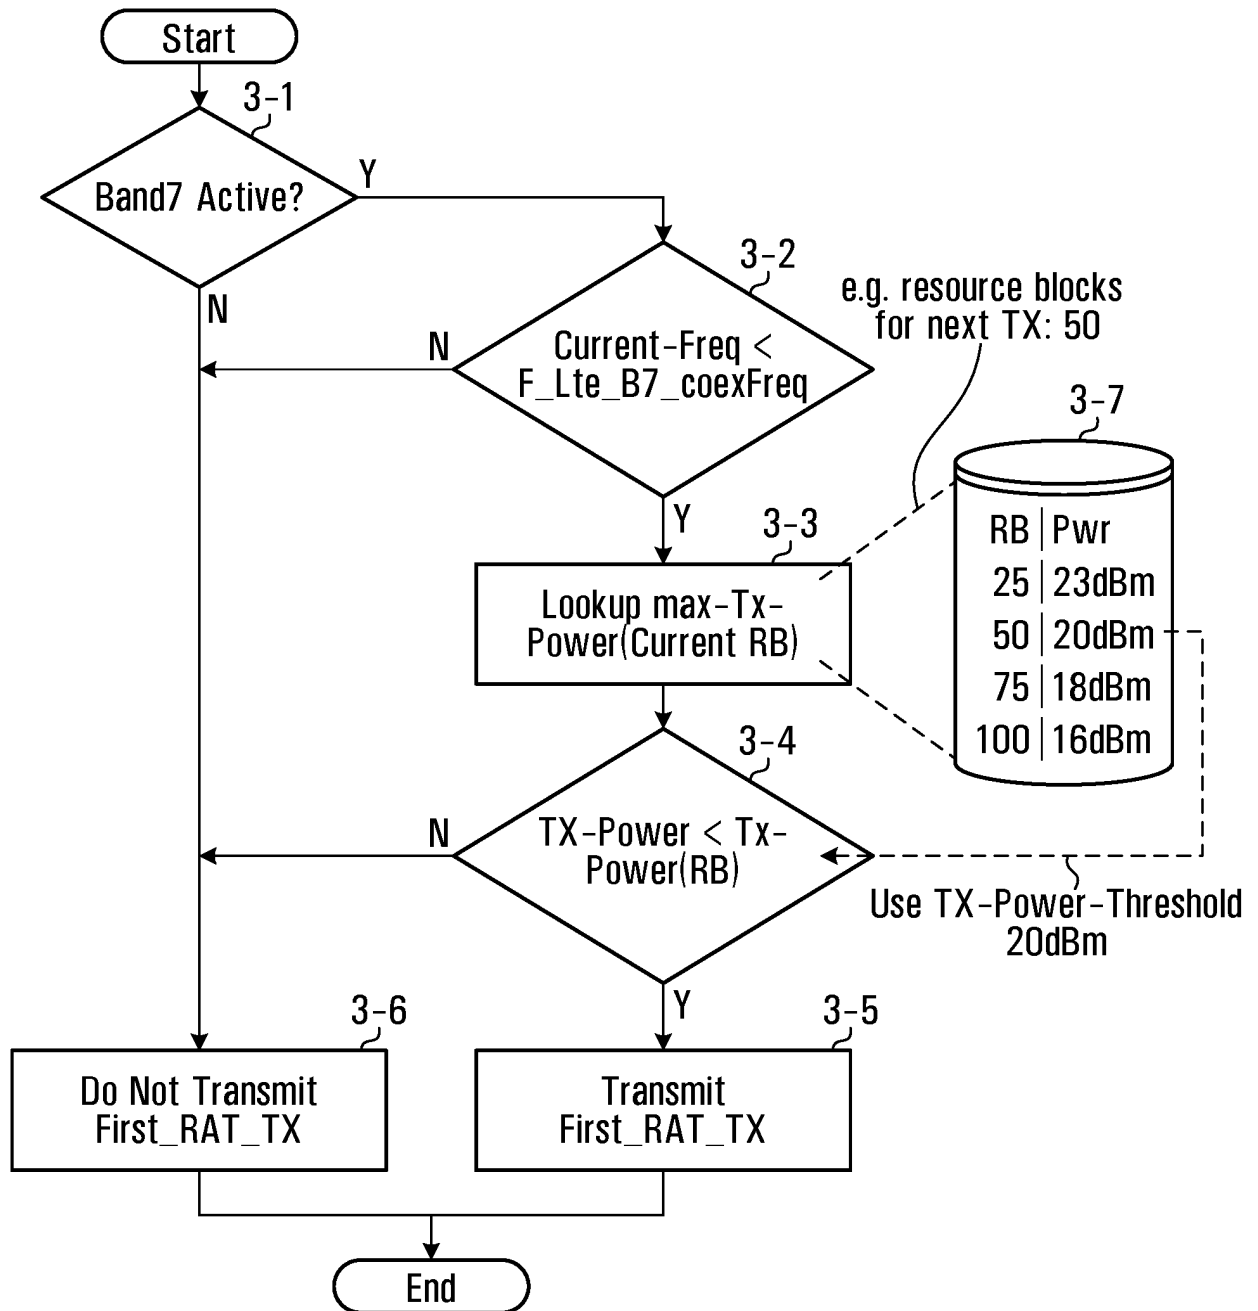 Start
3-1
Band7 Active?
Y
N
3-2
Current-Freq <
F_Lte_B7_coexFreq
N
Y
e.g. resource blocks
for next TX: 50
3-7
RB | Pwr
25 | 23dBm
50 | 20dBm
75 | 18dBm
100 | 16dBm
3-3
Lookup max-Tx-
Power(Current RB)
3-4
TX-Power < Tx-
Power(RB)
N
Y
Use TX-Power-Threshold
20dBm
3-6
Do Not Transmit
First_RAT_TX
3-5
Transmit
First_RAT_TX
End